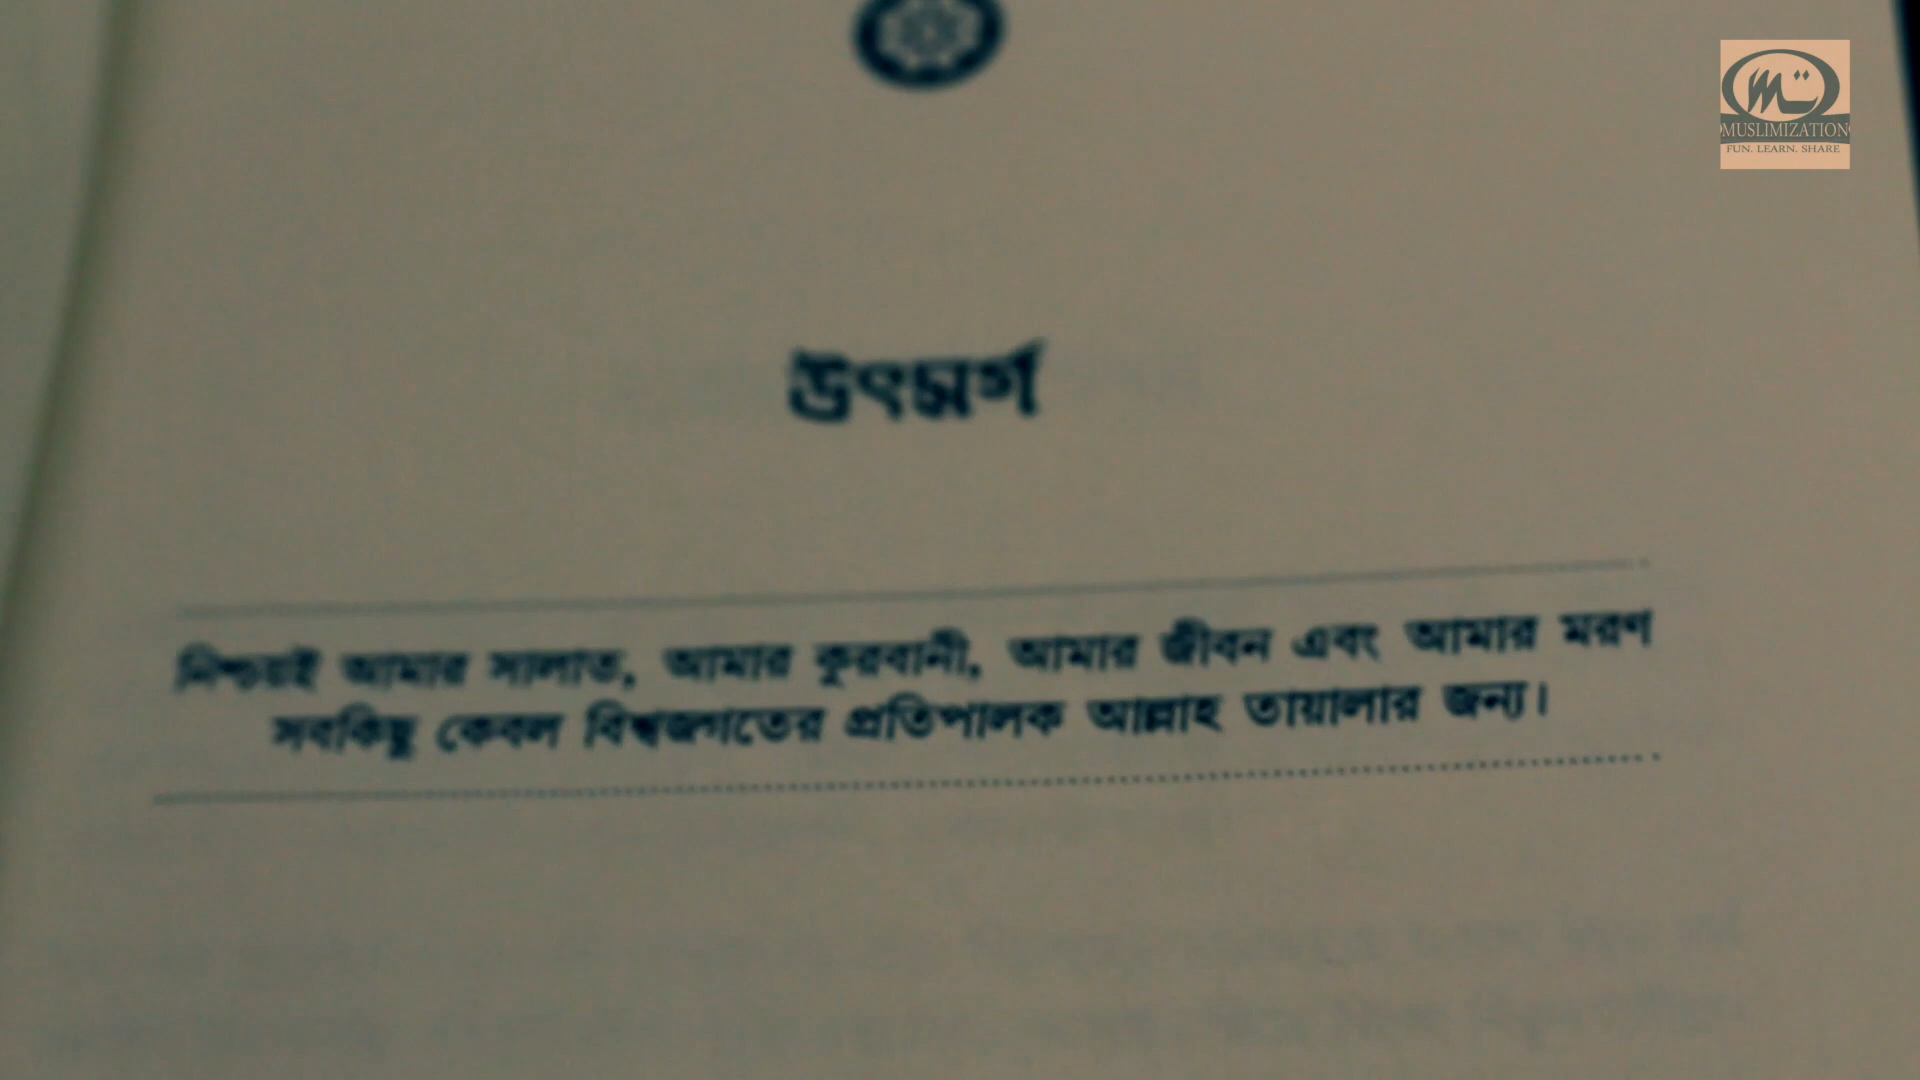 MUSLIMIZATION
FUN. LEARN. SHARE
উৎসর্গ
নিশ্চয়ই আমার সালাত, আমার কুরবানী, আমার জীবন এবং আমার মরণ
সবকিছু কেবল বিশ্বজগতের প্রতিপালক আল্লাহ তায়ালার জন্য।